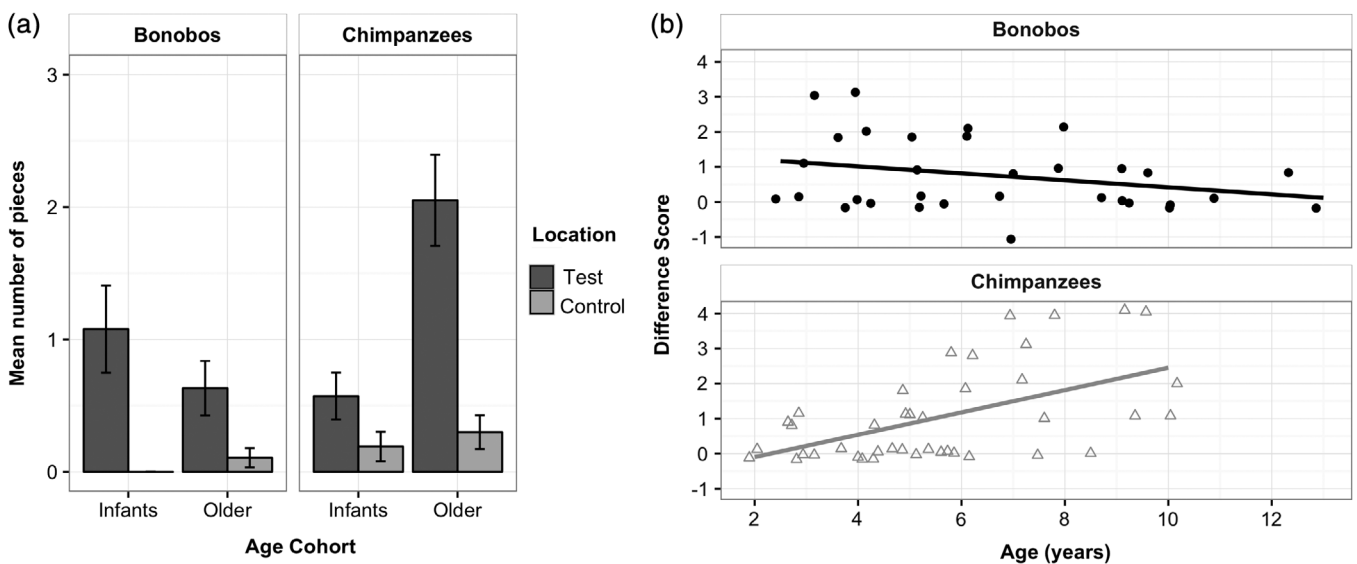 (a)
Bonobos
Chimpanzees
Mean number of pieces
3
2
1
0
Infants
Older
Infants
Older
Age Cohort
Location
Test
Control
(b)
Bonobos
Difference Score
4
3
2
1
0
-1
Chimpanzees
4
3
2
1
0
-1
2
4
6
8
10
12
Age (years)